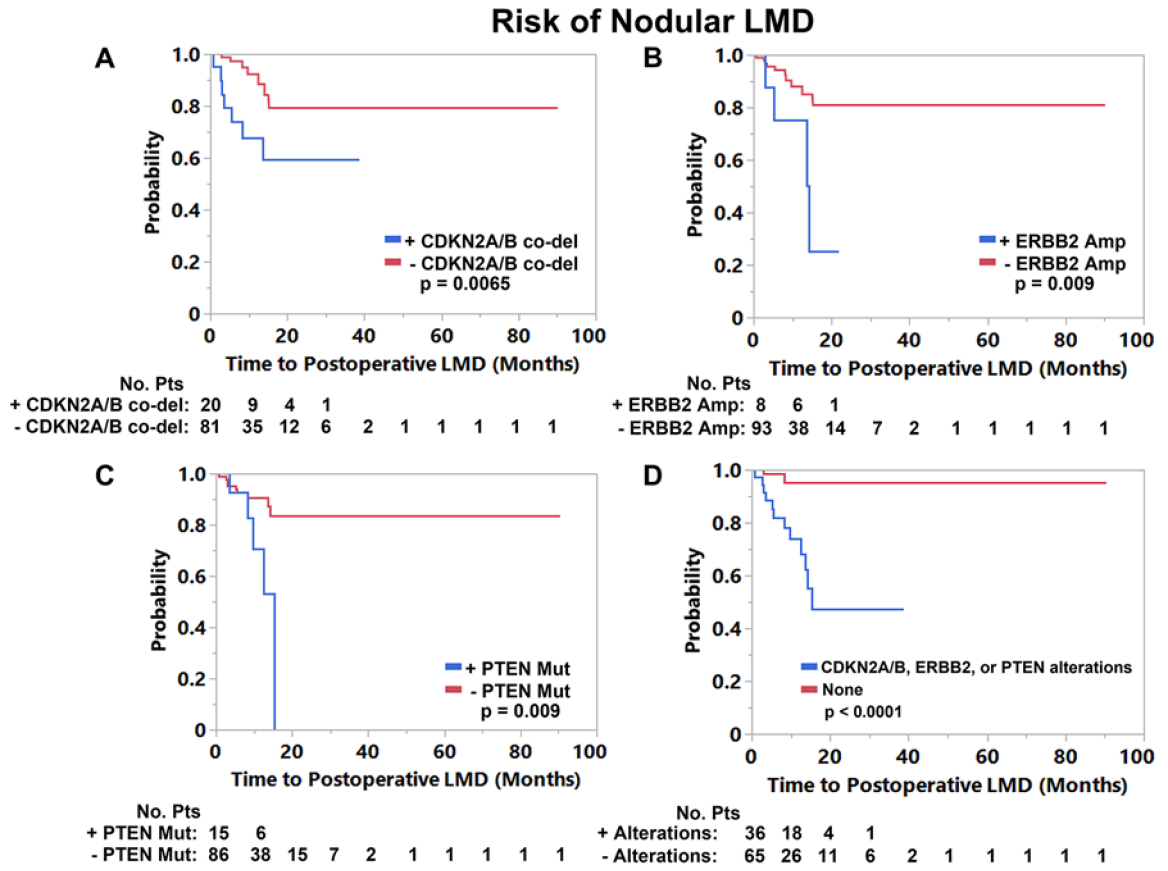 Risk of Nodular LMD
A
1.0
0.8
0.6
0.4
0.2
0
Probability
+ CDKN2A/B co-del
- CDKN2A/B co-del
p = 0.0065
0 20 40 60 80 100
Time to Postoperative LMD (Months)
No. Pts
+ CDKN2A/B co-del: 20 9 4 1
- CDKN2A/B co-del: 81 35 12 6 2 1 1 1 1 1
B
1.0
0.8
0.6
0.4
0.2
0
Probability
+ ERBB2 Amp
- ERBB2 Amp
p = 0.009
0 20 40 60 80 100
Time to Postoperative LMD (Months)
No. Pts
+ ERBB2 Amp: 8 6 1
- ERBB2 Amp: 93 38 14 7 2 1 1 1 1 1
C
1.0
0.8
0.6
0.4
0.2
0
Probability
+ PTEN Mut
- PTEN Mut
p = 0.009
0 20 40 60 80 100
Time to Postoperative LMD (Months)
No. Pts
+ PTEN Mut: 15 6
- PTEN Mut: 86 38 15 7 2 1 1 1 1 1
D
1.0
0.8
0.6
0.4
0.2
0
Probability
CDKN2A/B, ERBB2, or PTEN alterations
None
p < 0.0001
0 20 40 60 80 100
Time to Postoperative LMD (Months)
No. Pts
+ Alterations: 36 18 4 1
- Alterations: 65 26 11 6 2 1 1 1 1 1